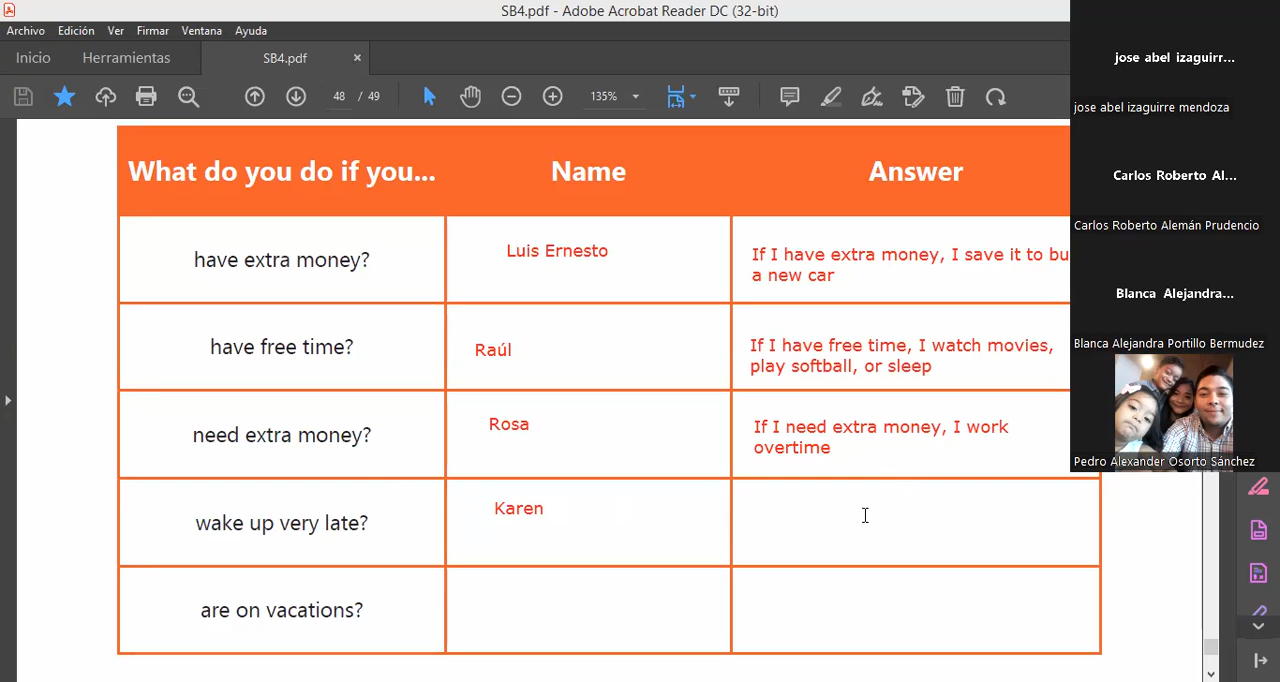 SB4.pdf - Adobe Acrobat Reader DC (32-bit)
Archivo Edición Ver Firmar Ventana Ayuda
Inicio Herramientas SB4.pdf ×
48 / 49 135%
What do you do if you... Name Answer
have extra money? Luis Ernesto If I have extra money, I save it to
a new car
have free time? Raúl If I have free time, I watch movies,
play softball, or sleep
need extra money? Rosa If I need extra money, I work
overtime
wake up very late? Karen
are on vacations?
jose abel izaguirr...
jose abel izaguirre mendoza
Carlos Roberto Al...
Carlos Roberto Alemán Prudencio
Blanca Alejandra...
Blanca Alejandra Portillo Bermudez
Pedro Alexander Osorto Sánchez